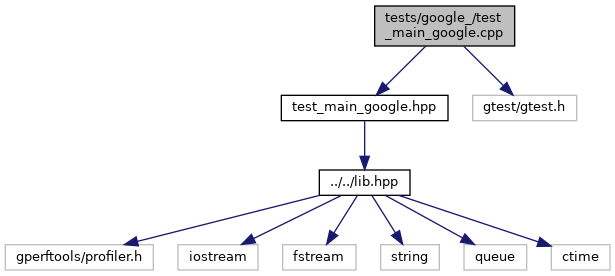 tests/google_/test
_main_google.cpp
test_main_google.hpp
gtest/gtest.h
../../lib.hpp
gperftools/profiler.h
iostream
fstream
string
queue
ctime